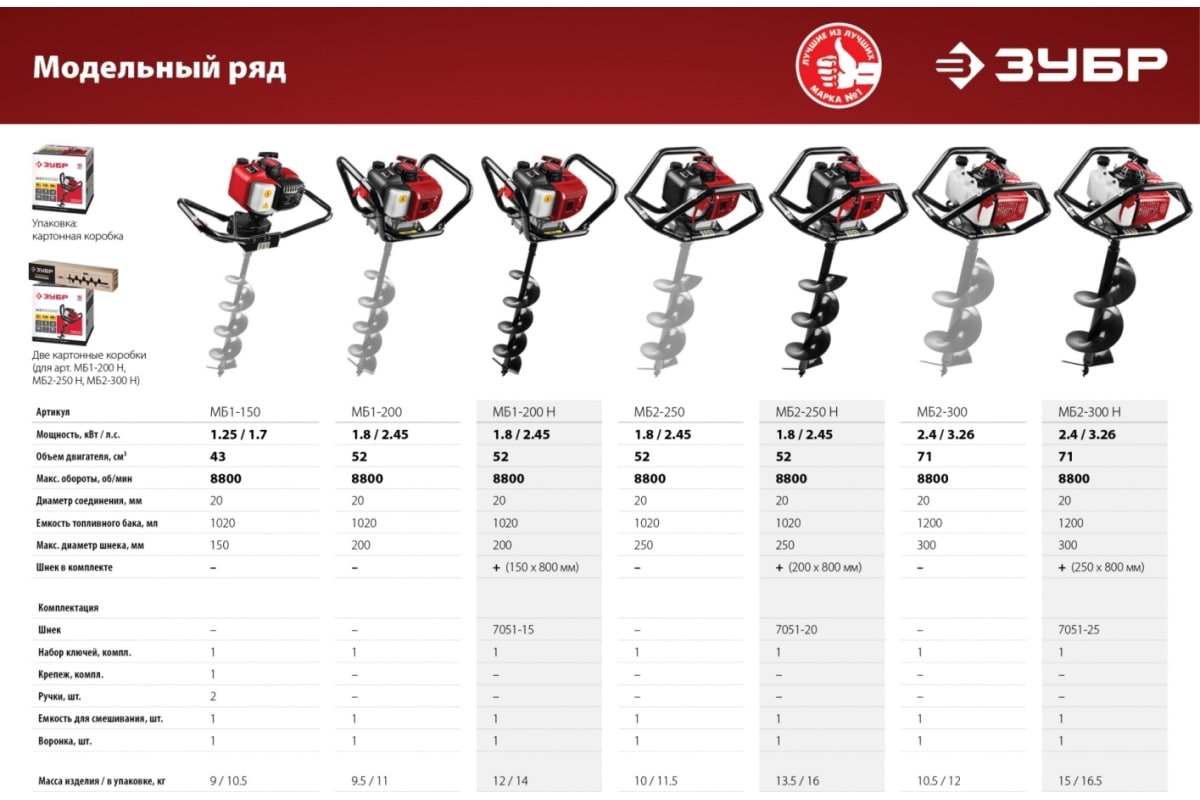 Модельный ряд
ЛУЧШИЕ ИЗ ЛУЧШИХ
МАРКА №1
ЗУБР
ЗУБР
Упаковка:
картонная коробка
ЗУБР
ЗУБР
Две картонные коробки
(для арт. МБ1-200 Н,
МБ2-250 Н, МБ2-300 Н)
Артикул МБ1-150 МБ1-200 МБ1-200 Н МБ2-250 МБ2-250 Н МБ2-300 МБ2-300 Н
Мощность, кВт / л.с. 1.25 / 1.7 1.8 / 2.45 1.8 / 2.45 1.8 / 2.45 1.8 / 2.45 2.4 / 3.26 2.4 / 3.26
Объем двигателя, см³ 43 52 52 52 52 71 71
Макс. обороты, об/мин 8800 8800 8800 8800 8800 8800 8800
Диаметр соединения, мм 20 20 20 20 20 20 20
Емкость топливного бака, мл 1020 1020 1020 1020 1020 1200 1200
Макс. диаметр шнека, мм 150 200 200 250 250 300 300
Шнек в комплекте – – + (150 x 800 мм) – + (200 x 800 мм) – + (250 x 800 мм)
Комплектация
Шнек – – 7051-15 – 7051-20 – 7051-25
Набор ключей, компл. 1 1 1 1 1 1 1
Крепеж, компл. 1 – – – – – –
Ручки, шт. 2 – – – – – –
Емкость для смешивания, шт. 1 1 1 1 1 1 1
Воронка, шт. 1 1 1 1 1 1 1
Масса изделия / в упаковке, кг 9 / 10.5 9.5 / 11 12 / 14 10 / 11.5 13.5 / 16 10.5 / 12 15 / 16.5